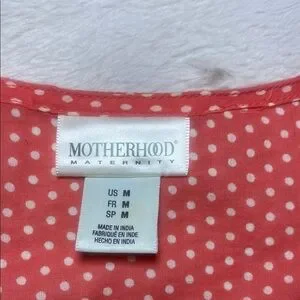 MOTHERHOOD
MATERNITY
US M
FR M
SP M
MADE IN INDIA
FABRIQUÉ EN INDE
HECHO EN INDIA